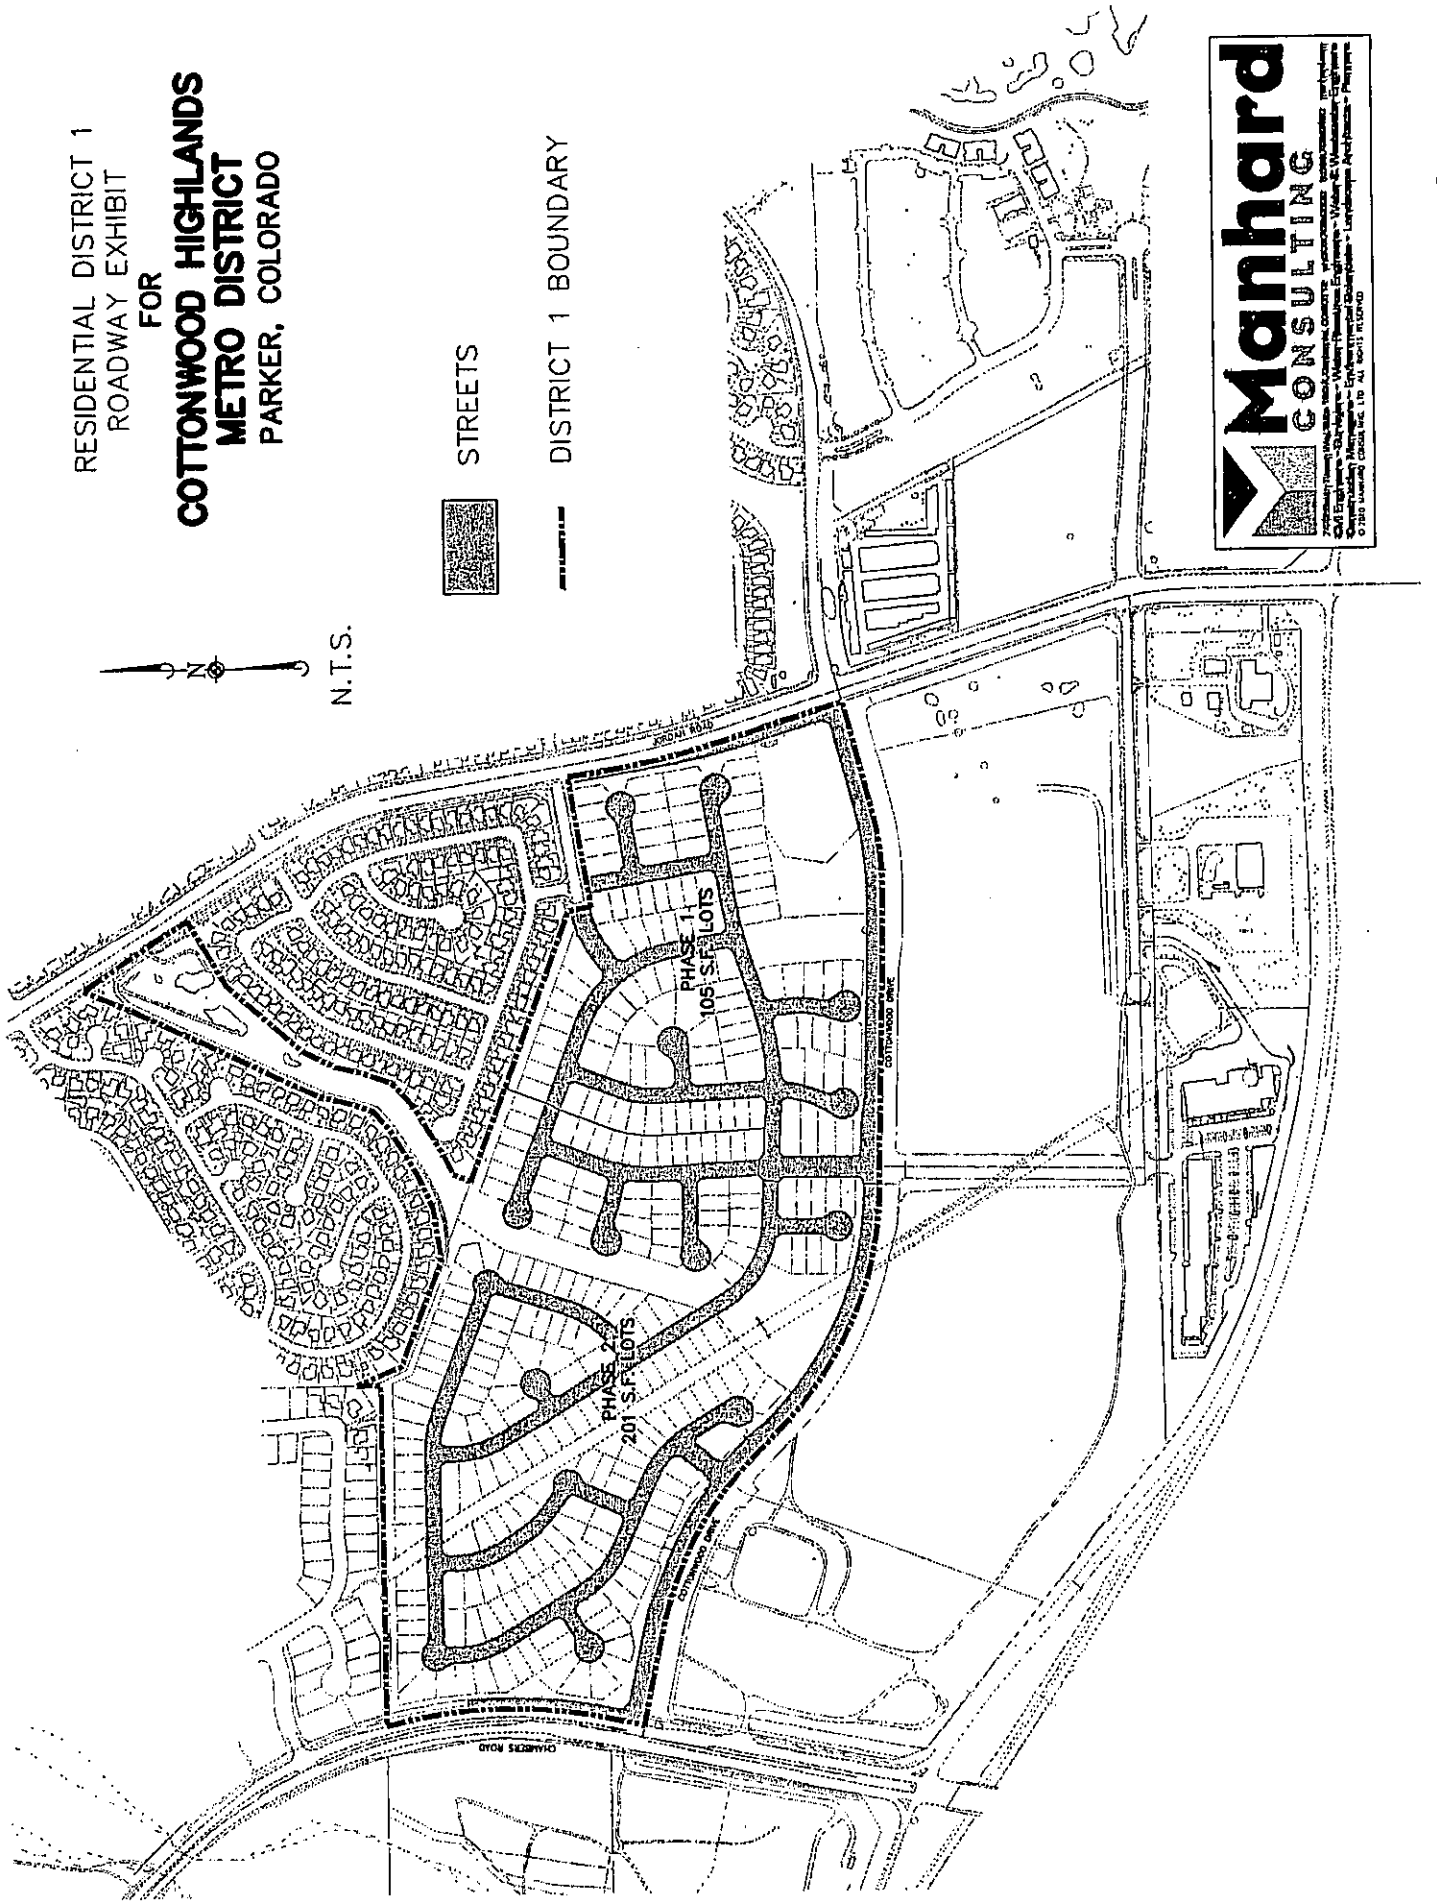 RESIDENTIAL DISTRICT 1
ROADWAY EXHIBIT
FOR
COTTONWOOD HIGHLANDS
METRO DISTRICT
PARKER, COLORADO
N
N.T.S.
STREETS
DISTRICT 1 BOUNDARY
JORDAN ROAD
PHASE 1
105 S.F. LOTS
COTTONWOOD DRIVE
PHASE 2
201 S.F. LOTS
COTTONWOOD DRIVE
CHAMBERS ROAD
Manhard
CONSULTING